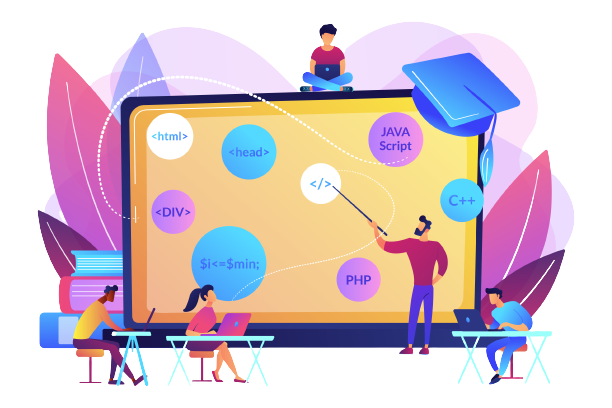 <html>
<head>
JAVA
Script
</>
<DIV>
C++
$i<=$min;
PHP